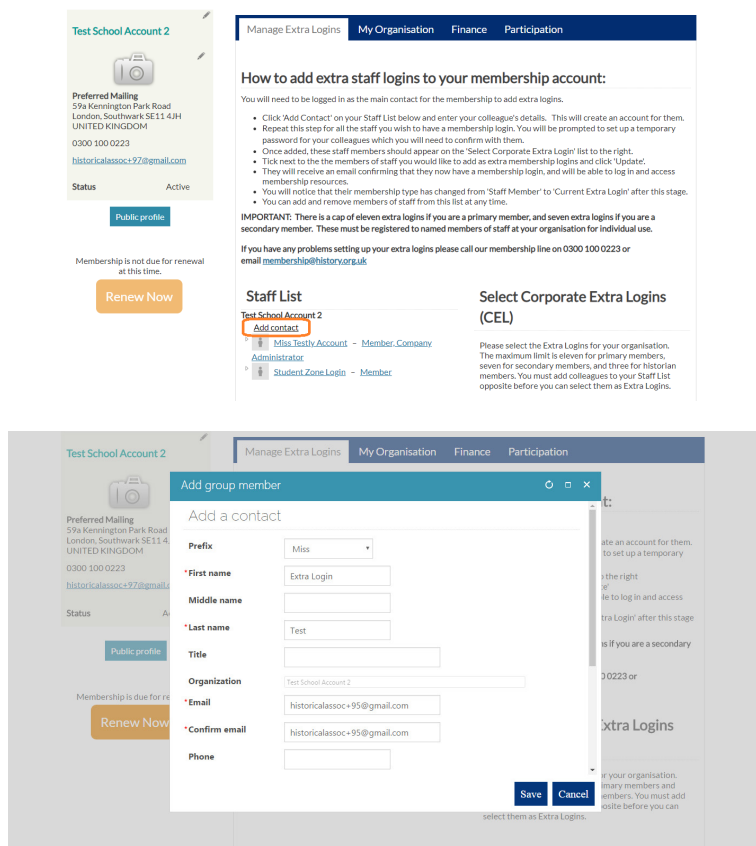 Test School Account 2
Preferred Mailing
59a Kennington Park Road
London, Southwark SE11 4JH
UNITED KINGDOM
0300 100 0223
historicalassoc+97@gmail.com
Status Active
Public profile
Membership is not due for renewal
at this time.
Renew Now
Manage Extra Logins My Organisation Finance Participation
How to add extra staff logins to your membership account:
You will need to be logged in as the main contact for the membership to add extra logins.
• Click 'Add Contact' on your Staff List below and enter your colleague's details. This will create an account for them.
• Repeat this step for all the staff you wish to have a membership login. You will be prompted to set up a temporary
password for your colleagues which you will need to confirm with them.
• Once added, these staff members should appear on the 'Select Corporate Extra Login' list to the right.
• Tick next to the the members of staff you would like to add as extra membership logins and click 'Update'.
• They will receive an email confirming that they now have a membership login, and will be able to log in and access
membership resources.
• You will notice that their membership type has changed from 'Staff Member' to 'Current Extra Login' after this stage.
• You can add and remove members of staff from this list at any time.
IMPORTANT: There is a cap of eleven extra logins if you are a primary member, and seven extra logins if you are a
secondary member. These must be registered to named members of staff at your organisation for individual use.
If you have any problems setting up your extra logins please call our membership line on 0300 100 0223 or
email membership@history.org.uk
Staff List
Test School Account 2
Add contact
Miss Testly Account – Member, Company
Administrator
Student Zone Login – Member
Select Corporate Extra Logins
(CEL)
Please select the Extra Logins for your organisation.
The maximum limit is eleven for primary members,
seven for secondary members, and three for historian
members. You must add colleagues to your Staff List
opposite before you can select them as Extra Logins.
Test School Account 2
Preferred Mailing
59a Kennington Park Road
London, Southwark SE11 4
UNITED KINGDOM
0300 100 0223
historicalassoc+97@gmail.c
Status A
Public profile
Membership is due for re
Renew Now
Manage Extra Logins My Organisation Finance Participation
Add group member
Add a contact
Prefix Miss
*First name Extra Login
Middle name
*Last name Test
Title
Organization Test School Account 2
*Email historicalassoc+95@gmail.com
*Confirm email historicalassoc+95@gmail.com
Phone
Save Cancel
t:
ate an account for them.
to set up a temporary
the right
e'
le to log in and access
tra Login' after this stage
ns if you are a secondary
0223 or
Extra Logins
r your organisation.
imary members and
embers. You must add
posite before you can
select them as Extra Logins.